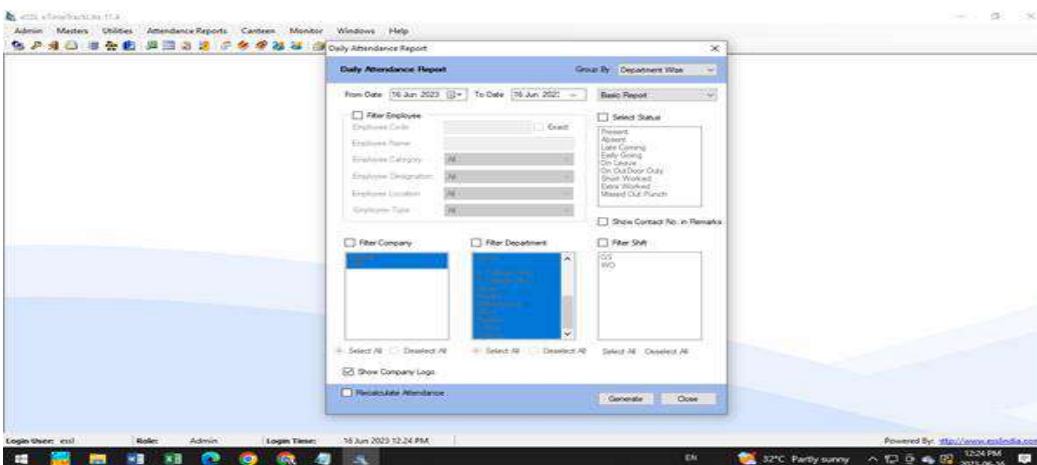 eSSL eTimeTrackLite 11.4
Admin Masters Utilities Attendance Reports Canteen Monitor Windows Help
Daily Attendance Report
Daily Attendance Report Group By Department Wise
From Date 16 Jun 2023 To Date 16 Jun 202 Basic Report
Filter Employee Select Status
Employee Code Exact
Employee Name
Employee Category All
Employee Designation All
Employee Location All
Employee Type All
Present
Absent
Late Coming
Early Going
On Leave
On OutDoor Duty
Short Worked
Extra Worked
Missed Out Punch
Show Contact No. in Remarks
Filter Company Filter Department Filter Shift
GS
WO
Select All Deselect All Select All Deselect All Select All Deselect All
Show Company Logo
Recalculate Attendance
Generate Close
Login User: essl Role: Admin Login Time: 16 Jun 2023 12:24 PM Powered By: http://www.esslindia.com
EN 32°C Partly sunny 12:24 PM
2023-06-16